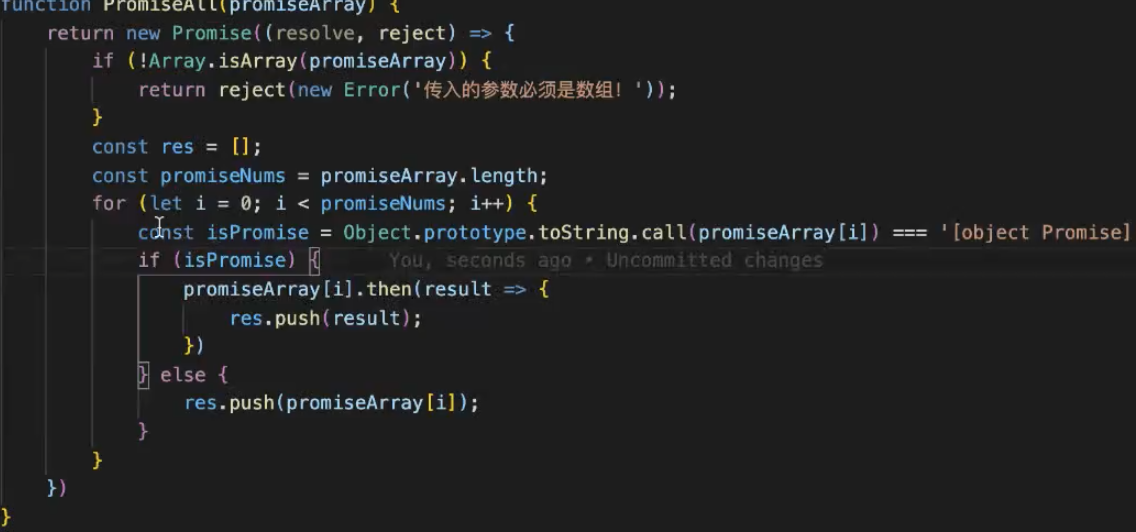 function PromiseAll(promiseArray) {
return new Promise((resolve, reject) => {
if (!Array.isArray(promiseArray)) {
return reject(new Error('传入的参数必须是数组！'));
}
const res = [];
const promiseNums = promiseArray.length;
for (let i = 0; i < promiseNums; i++) {
const isPromise = Object.prototype.toString.call(promiseArray[i]) === '[object Promise]
if (isPromise) { You, seconds ago • Uncommitted changes
promiseArray[i].then(result => {
res.push(result);
})
} else {
res.push(promiseArray[i]);
}
}
})
}